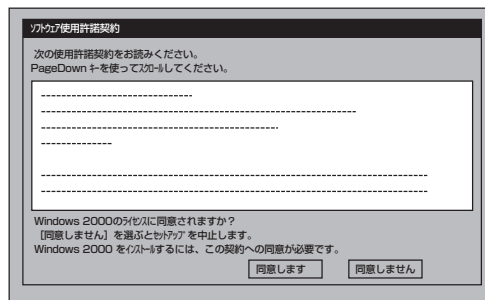 ｿﾌﾄｳｪｱ使用許諾契約
次の使用許諾契約をお読みください。
PageDown ｷｰを使ってｽｸﾛｰﾙしてください。
Windows 2000のﾗｲｾﾝｽに同意されますか？
［同意しません］を選ぶとｾｯﾄｱｯﾌﾟを中止します。
Windows 2000 をｲﾝｽﾄｰﾙするには、この契約への同意が必要です。
同意します 同意しません